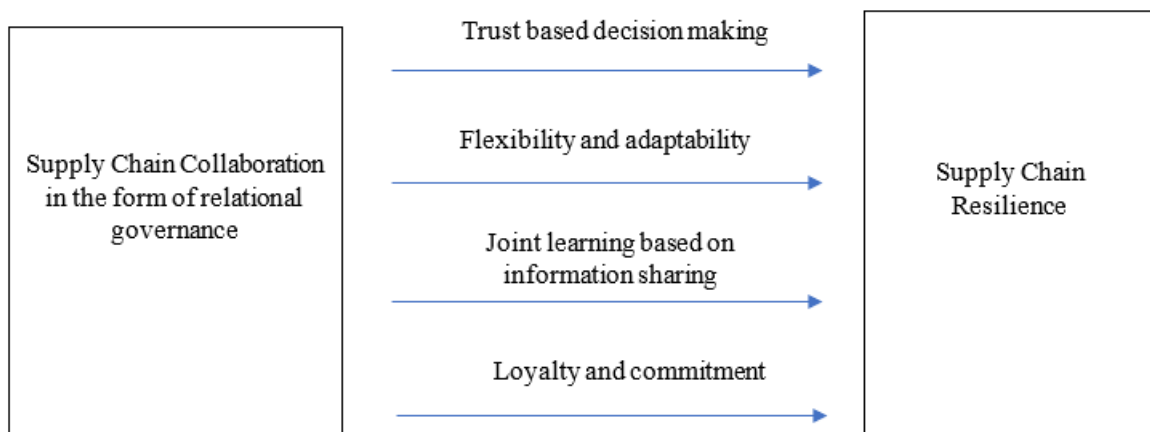 Supply Chain Collaboration
in the form of relational
governance
Trust based decision making
Flexibility and adaptability
Joint learning based on
information sharing
Loyalty and commitment
Supply Chain
Resilience